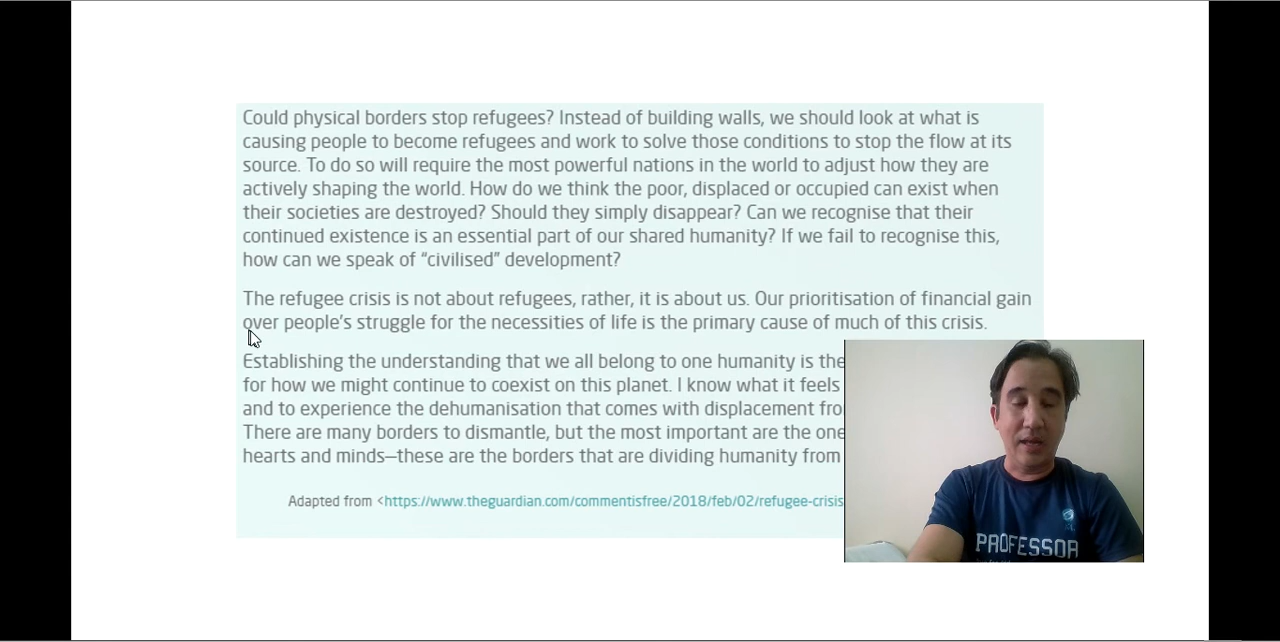 Could physical borders stop refugees? Instead of building walls, we should look at what is
causing people to become refugees and work to solve those conditions to stop the flow at its
source. To do so will require the most powerful nations in the world to adjust how they are
actively shaping the world. How do we think the poor, displaced or occupied can exist when
their societies are destroyed? Should they simply disappear? Can we recognise that their
continued existence is an essential part of our shared humanity? If we fail to recognise this,
how can we speak of “civilised” development?
The refugee crisis is not about refugees, rather, it is about us. Our prioritisation of financial gain
over people’s struggle for the necessities of life is the primary cause of much of this crisis.
Establishing the understanding that we all belong to one humanity is the
for how we might continue to coexist on this planet. I know what it feels
and to experience the dehumanisation that comes with displacement fro
There are many borders to dismantle, but the most important are the one
hearts and minds—these are the borders that are dividing humanity from
Adapted from <https://www.theguardian.com/commentisfree/2018/feb/02/refugee-crisis
PROFESSOR